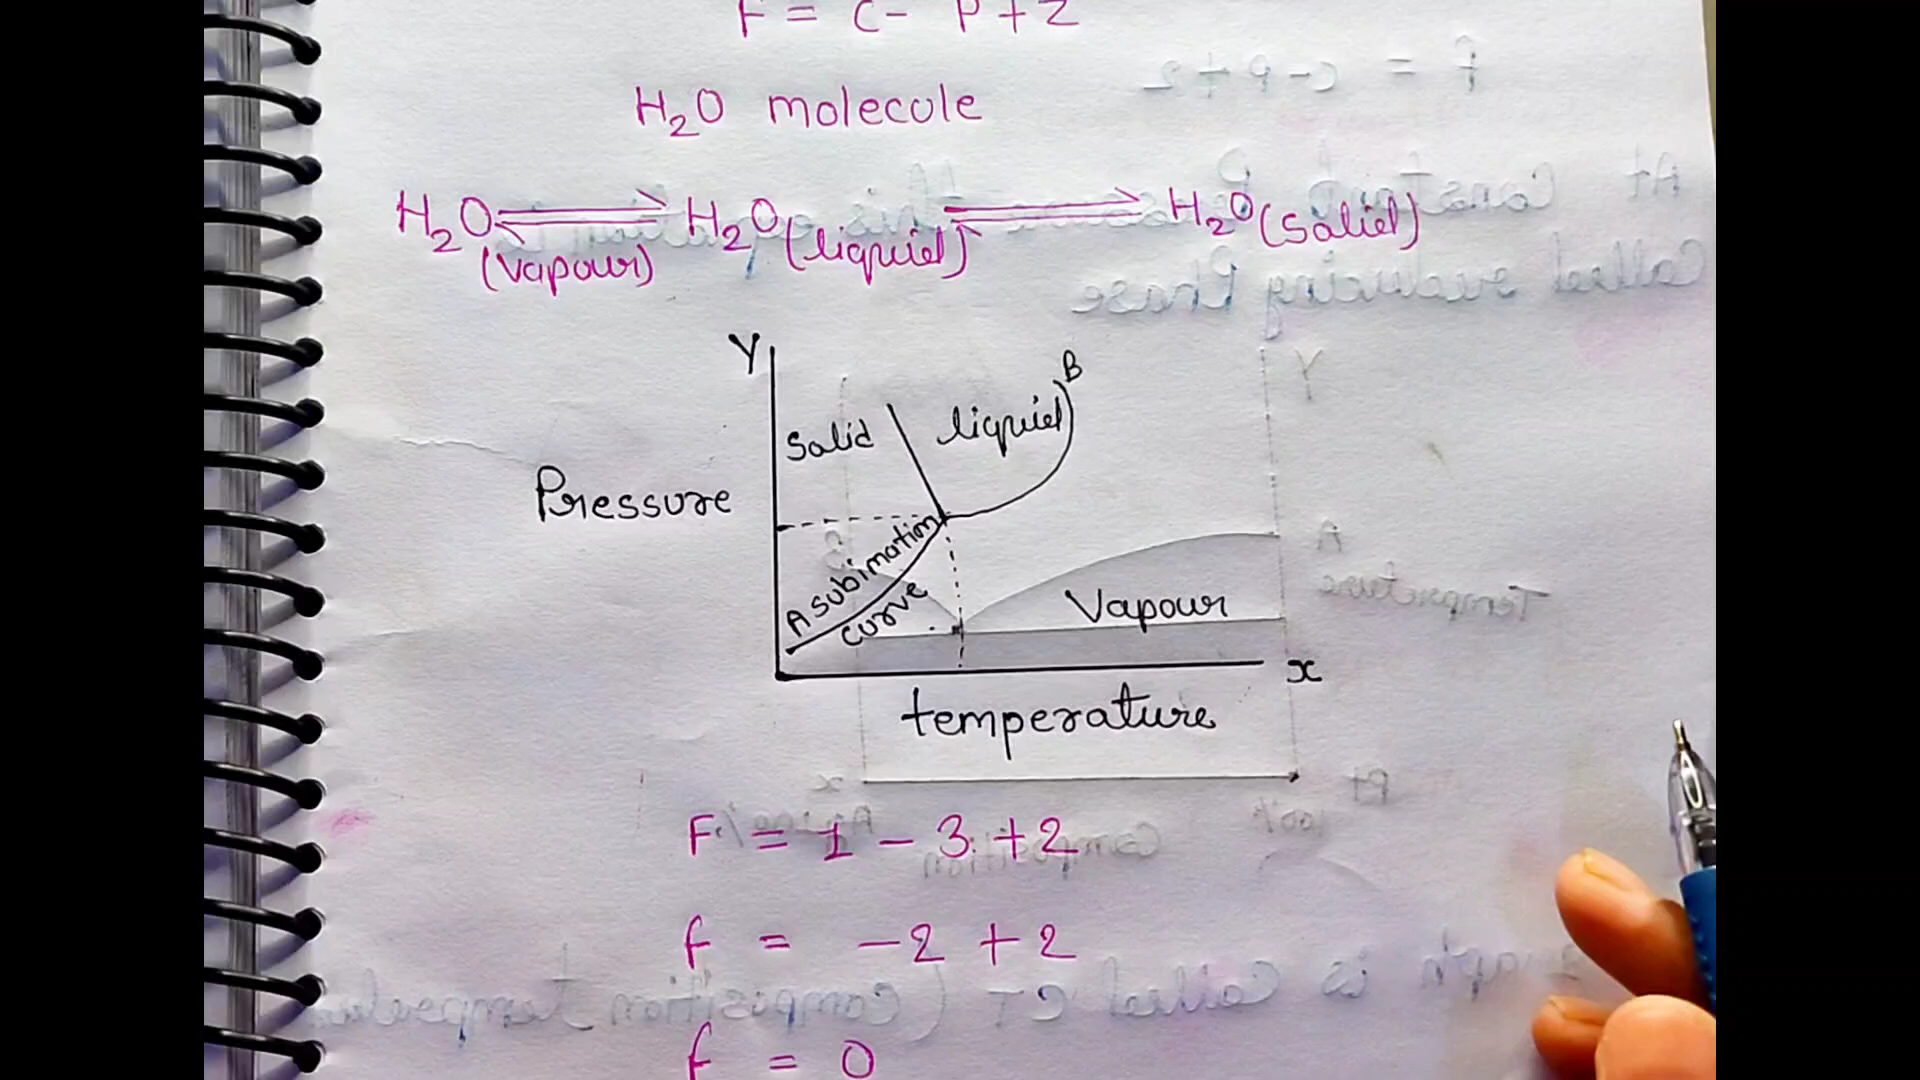 F = C - P + 2
H₂O molecule
H₂O (vapour) ⇌ H₂O (liquid) ⇌ H₂O (Solid)
Y
B
Solid
liquid
Pressure
A subimation
curve
Vapour
x
temperature
F = 1 - 3 + 2
f = -2 + 2
f = 0